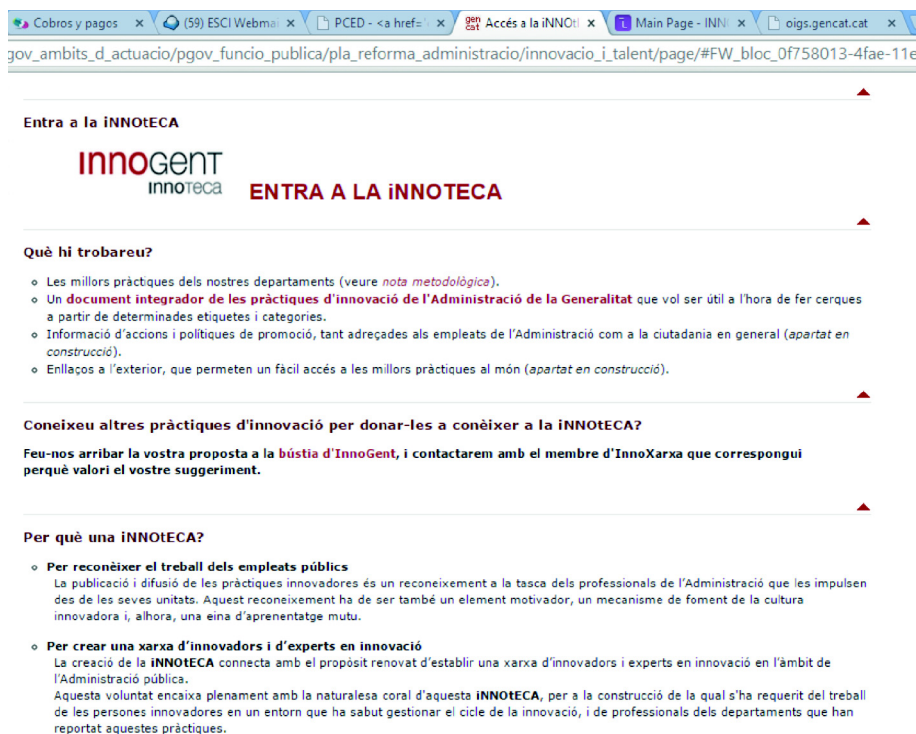 Cobros y pagos
(59) ESCI Webmai
PCED - <a href='
gen cat Accés a la iNNOt
Main Page - INN
oigs.gencat.cat
gov_ambits_d_actuacio/pgov_funcio_publica/pla_reforma_administracio/innovacio_i_talent/page/#FW_bloc_0f758013-4fae-11e
Entra a la iNNOtECA
InnoGenT
InnoTeca
ENTRA A LA iNNOTECA
Què hi trobareu?
Les millors pràctiques dels nostres departaments (veure nota metodològica).
Un document integrador de les pràctiques d'innovació de l'Administració de la Generalitat que vol ser útil a l'hora de fer cerques
a partir de determinades etiquetes i categories.
Informació d'accions i polítiques de promoció, tant adreçades als empleats de l'Administració com a la ciutadania en general (apartat en
construcció).
Enllaços a l'exterior, que permeten un fàcil accés a les millors pràctiques al món (apartat en construcció).
Coneixeu altres pràctiques d'innovació per donar-les a conèixer a la iNNOtECA?
Feu-nos arribar la vostra proposta a la bústia d'InnoGent, i contactarem amb el membre d'InnoXarxa que correspongui
perquè valori el vostre suggeriment.
Per què una iNNOtECA?
Per reconèixer el treball dels empleats públics
La publicació i difusió de les pràctiques innovadores és un reconeixement a la tasca dels professionals de l'Administració que les impulsen
des de les seves unitats. Aquest reconeixement ha de ser també un element motivador, un mecanisme de foment de la cultura
innovadora i, alhora, una eina d'aprenentatge mutu.
Per crear una xarxa d'innovadors i d'experts en innovació
La creació de la iNNOtECA connecta amb el propòsit renovat d'establir una xarxa d'innovadors i experts en innovació en l'àmbit de
l'Administració pública.
Aquesta voluntat encaixa plenament amb la naturalesa coral d'aquesta iNNOtECA, per a la construcció de la qual s'ha requerit del treball
de les persones innovadores en un entorn que ha sabut gestionar el cicle de la innovació, i de professionals dels departaments que han
reportat aquestes pràctiques.